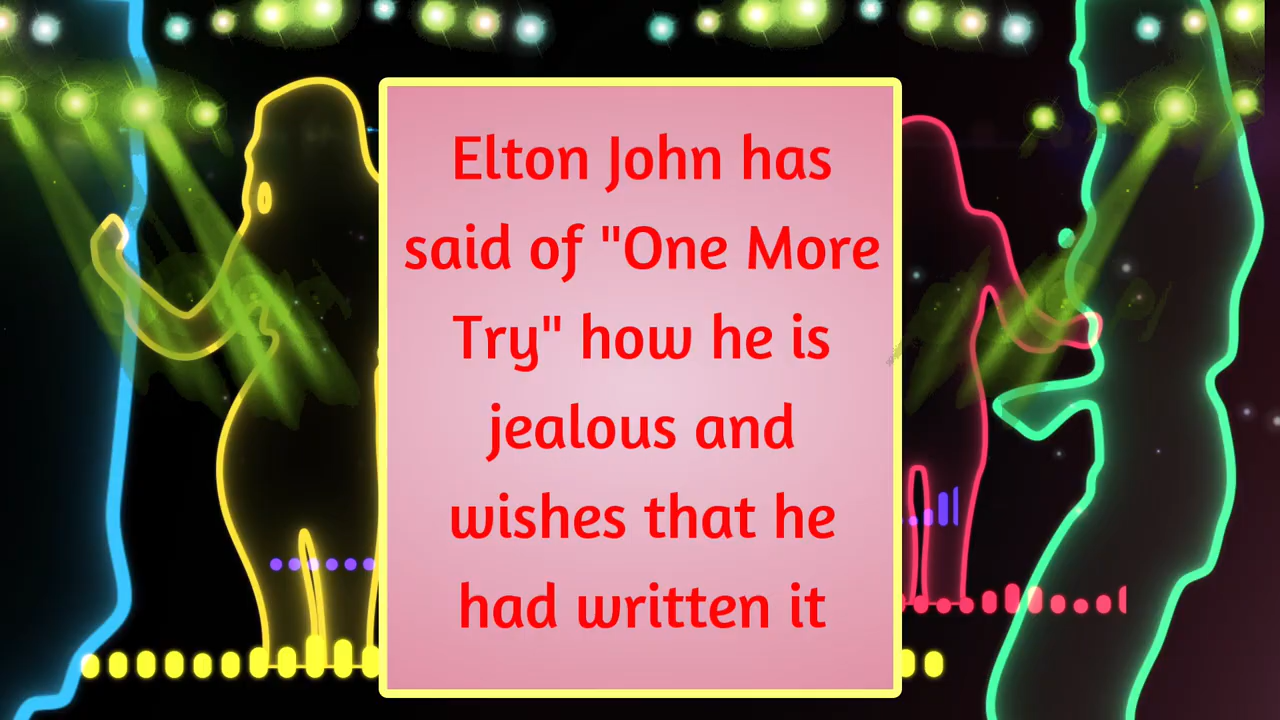 Elton John has
said of "One More
Try" how he is
jealous and
wishes that he
had written it